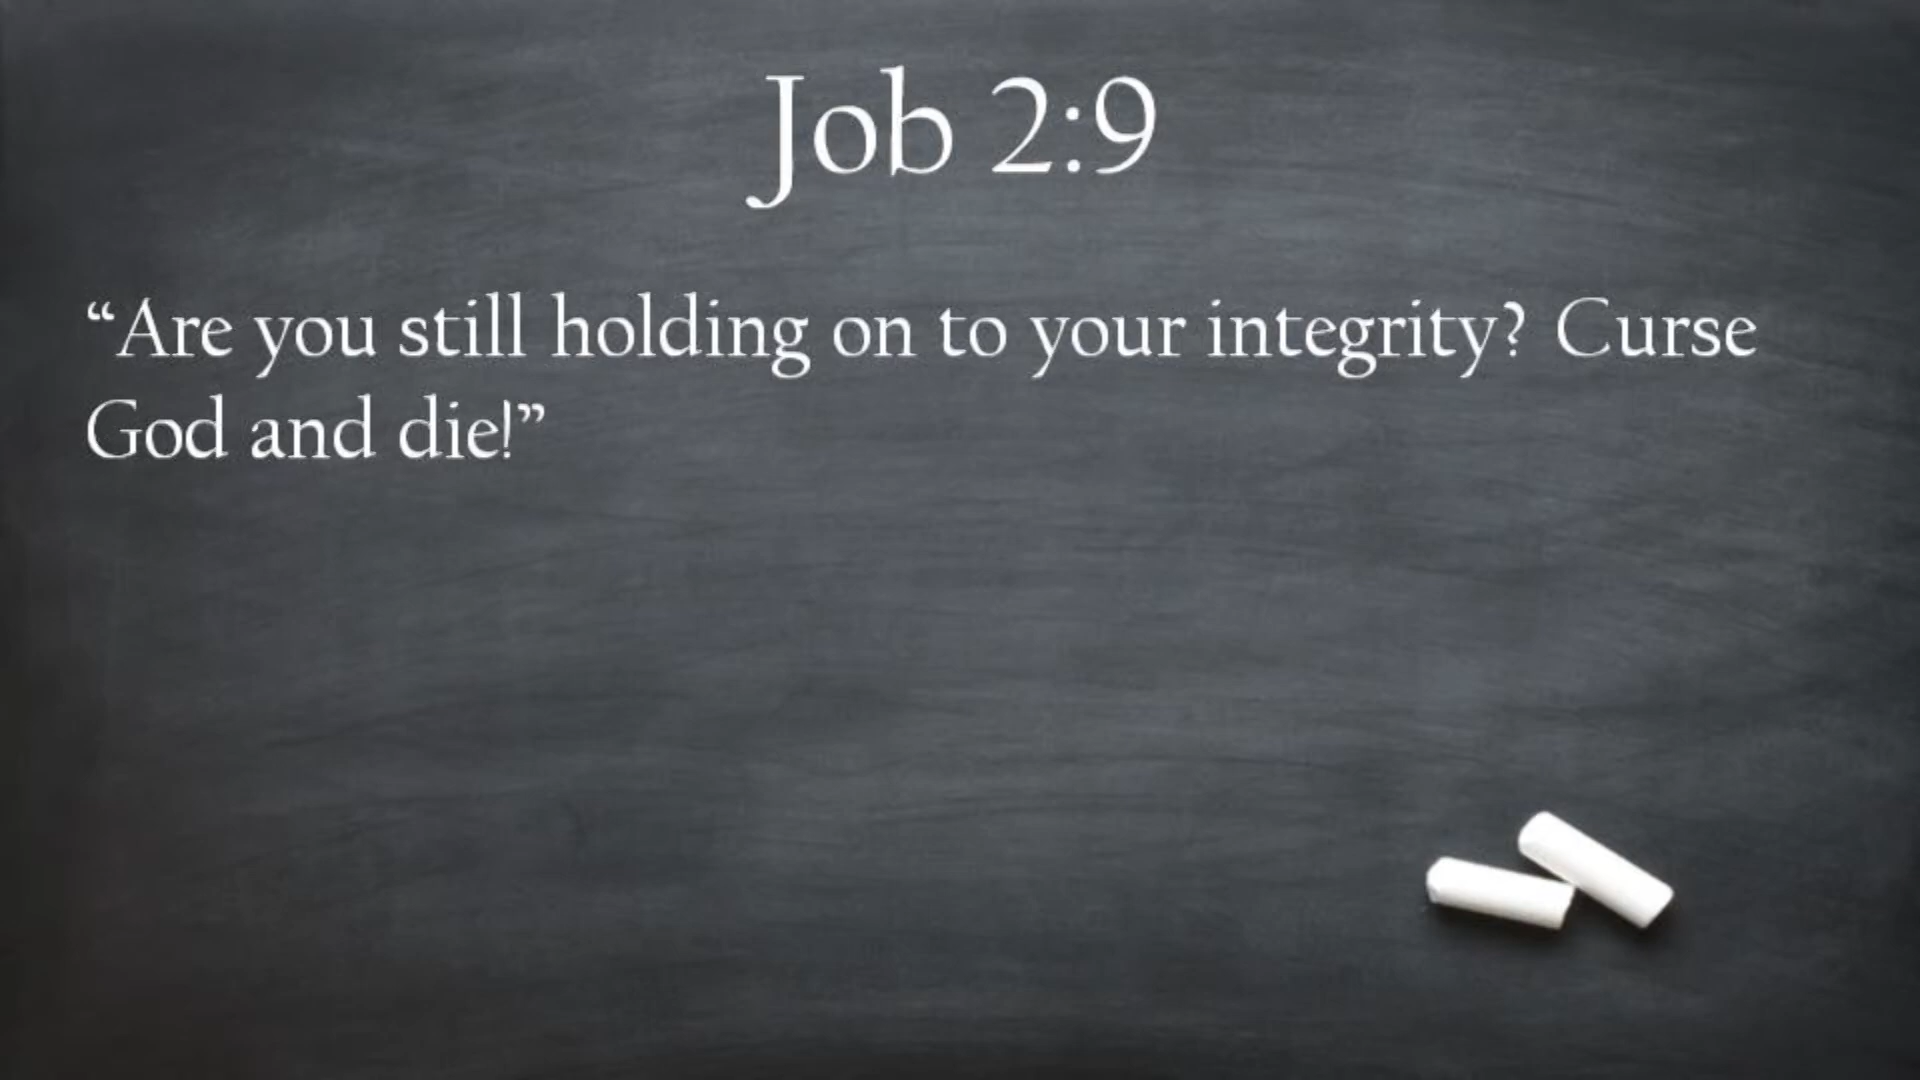 Job 2:9
“Are you still holding on to your integrity? Curse
God and die!”